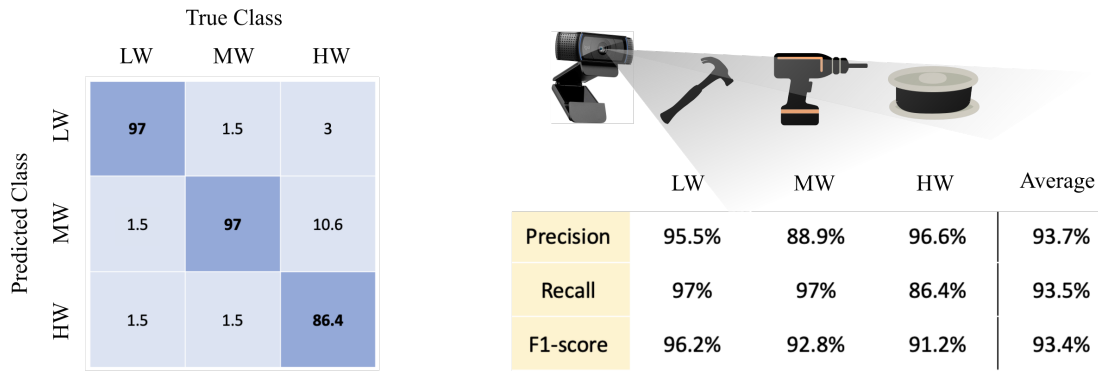 True Class
LW MW HW
Predicted Class
LW 97 1.5 3
MW 1.5 97 10.6
HW 1.5 1.5 86.4
LW MW HW Average
Precision 95.5% 88.9% 96.6% 93.7%
Recall 97% 97% 86.4% 93.5%
F1-score 96.2% 92.8% 91.2% 93.4%